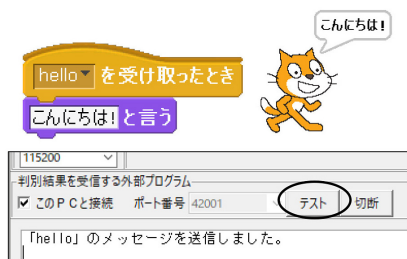 こんにちは!
hello を受け取ったとき
こんにちは! と言う
115200
判別結果を受信する外部プログラム
このPCと接続 ポート番号 42001 テスト 切断
「hello」のメッセージを送信しました。